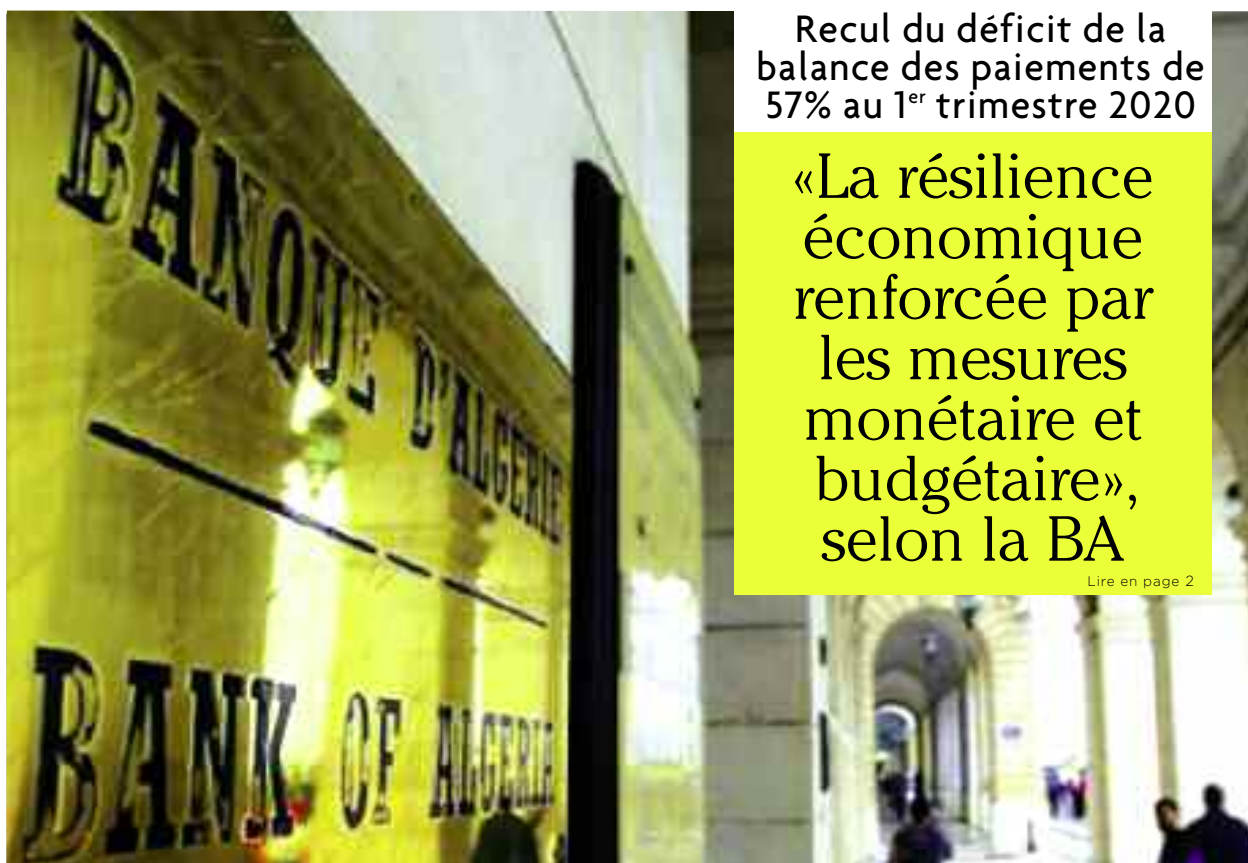 Recul du déficit de la
balance des paiements de
57% au 1er trimestre 2020
«La résilience
économique
renforcée par
les mesures
monétaire et
budgétaire»,
selon la BA
Lire en page 2
BANQUE D'ALGERIE
BANK OF ALGERIA